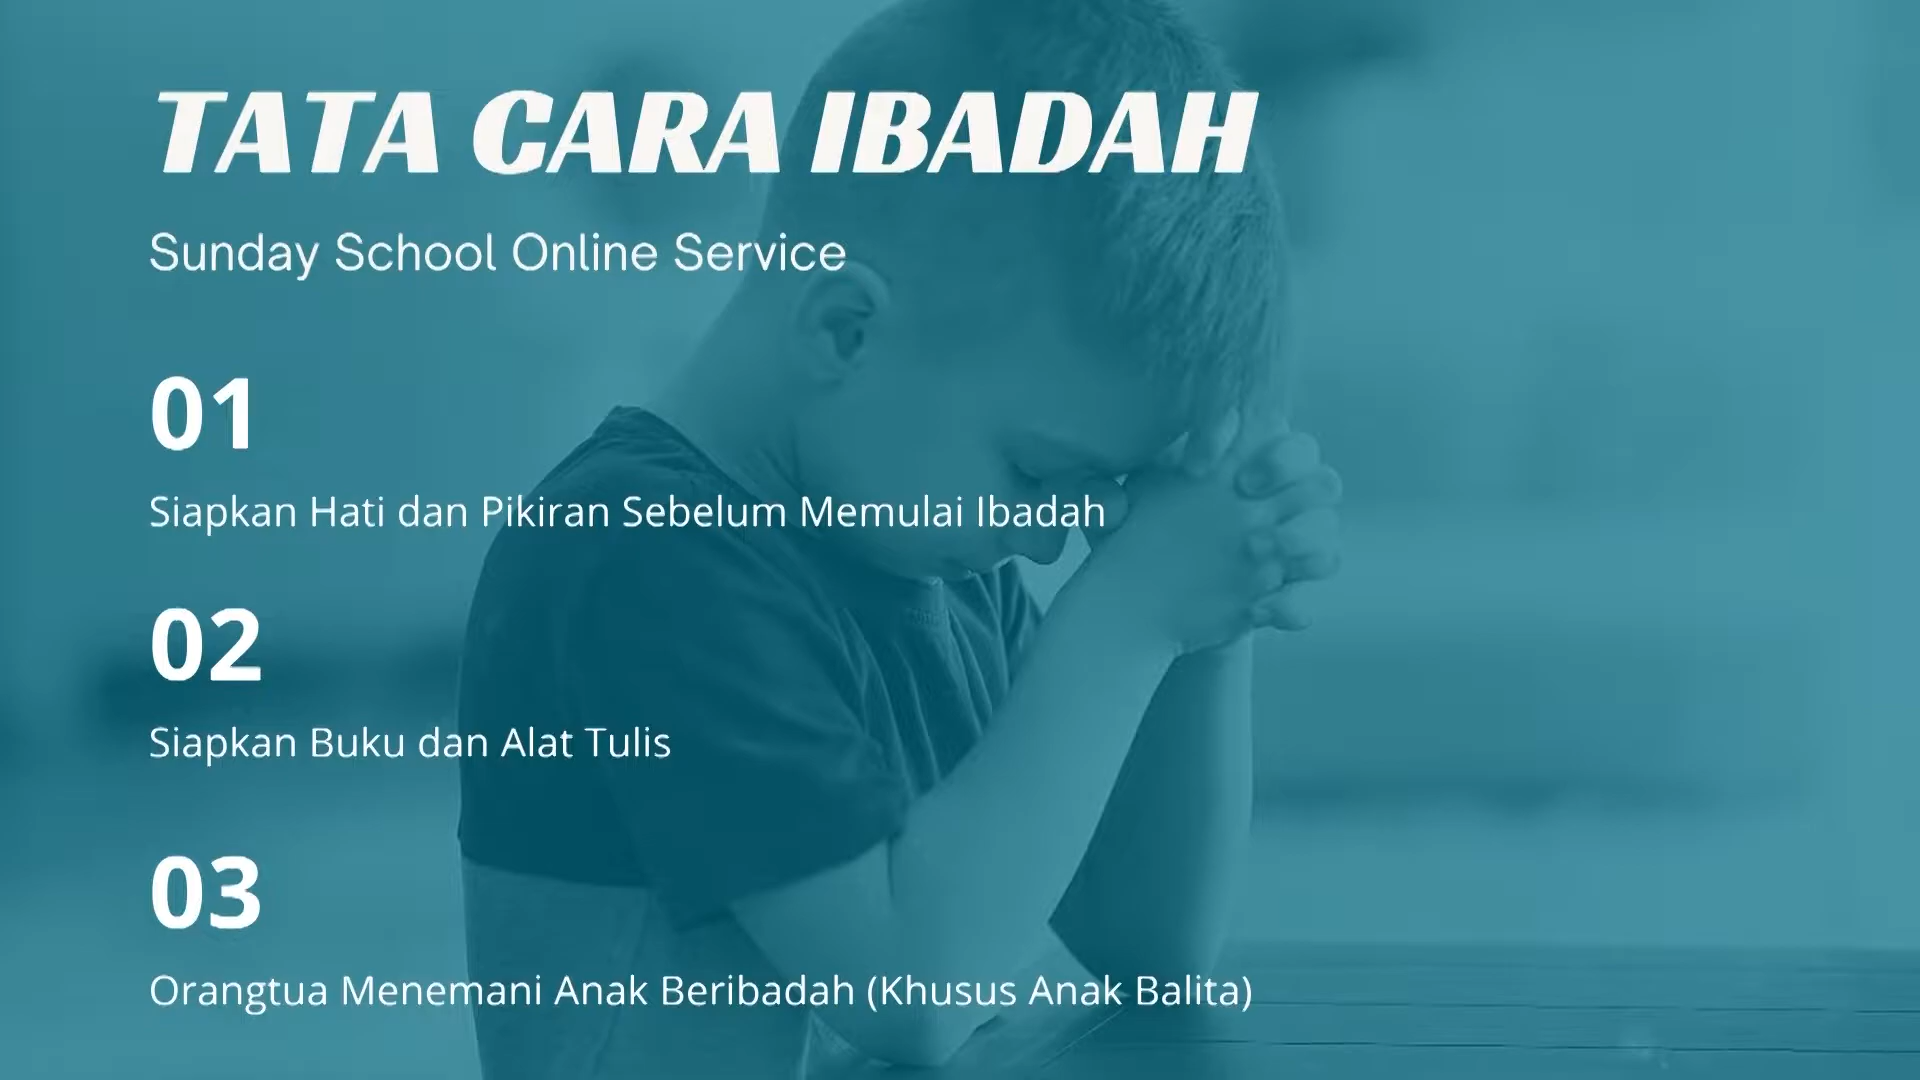 TATA CARA IBADAH
Sunday School Online Service
01
Siapkan Hati dan Pikiran Sebelum Memulai Ibadah
02
Siapkan Buku dan Alat Tulis
03
Orangtua Menemani Anak Beribadah (Khusus Anak Balita)